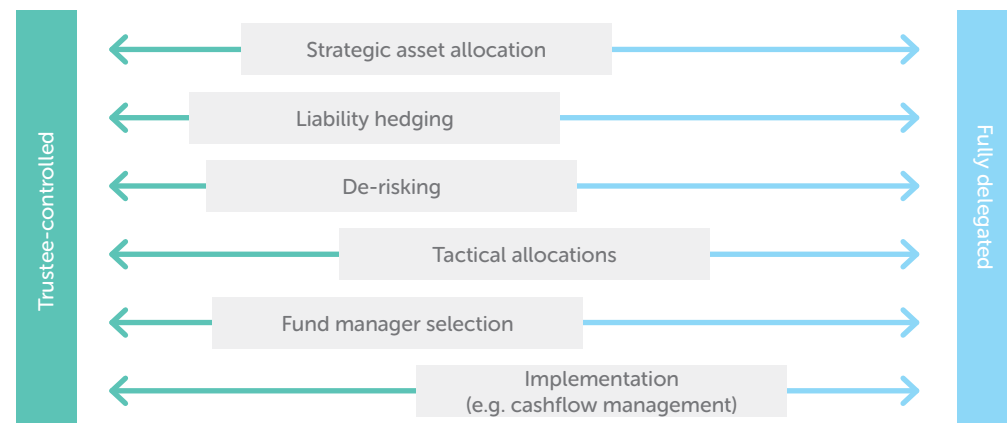 Trustee-controlled
Strategic asset allocation
Liability hedging
De-risking
Tactical allocations
Fund manager selection
Implementation
(e.g. cashflow management)
Fully delegated